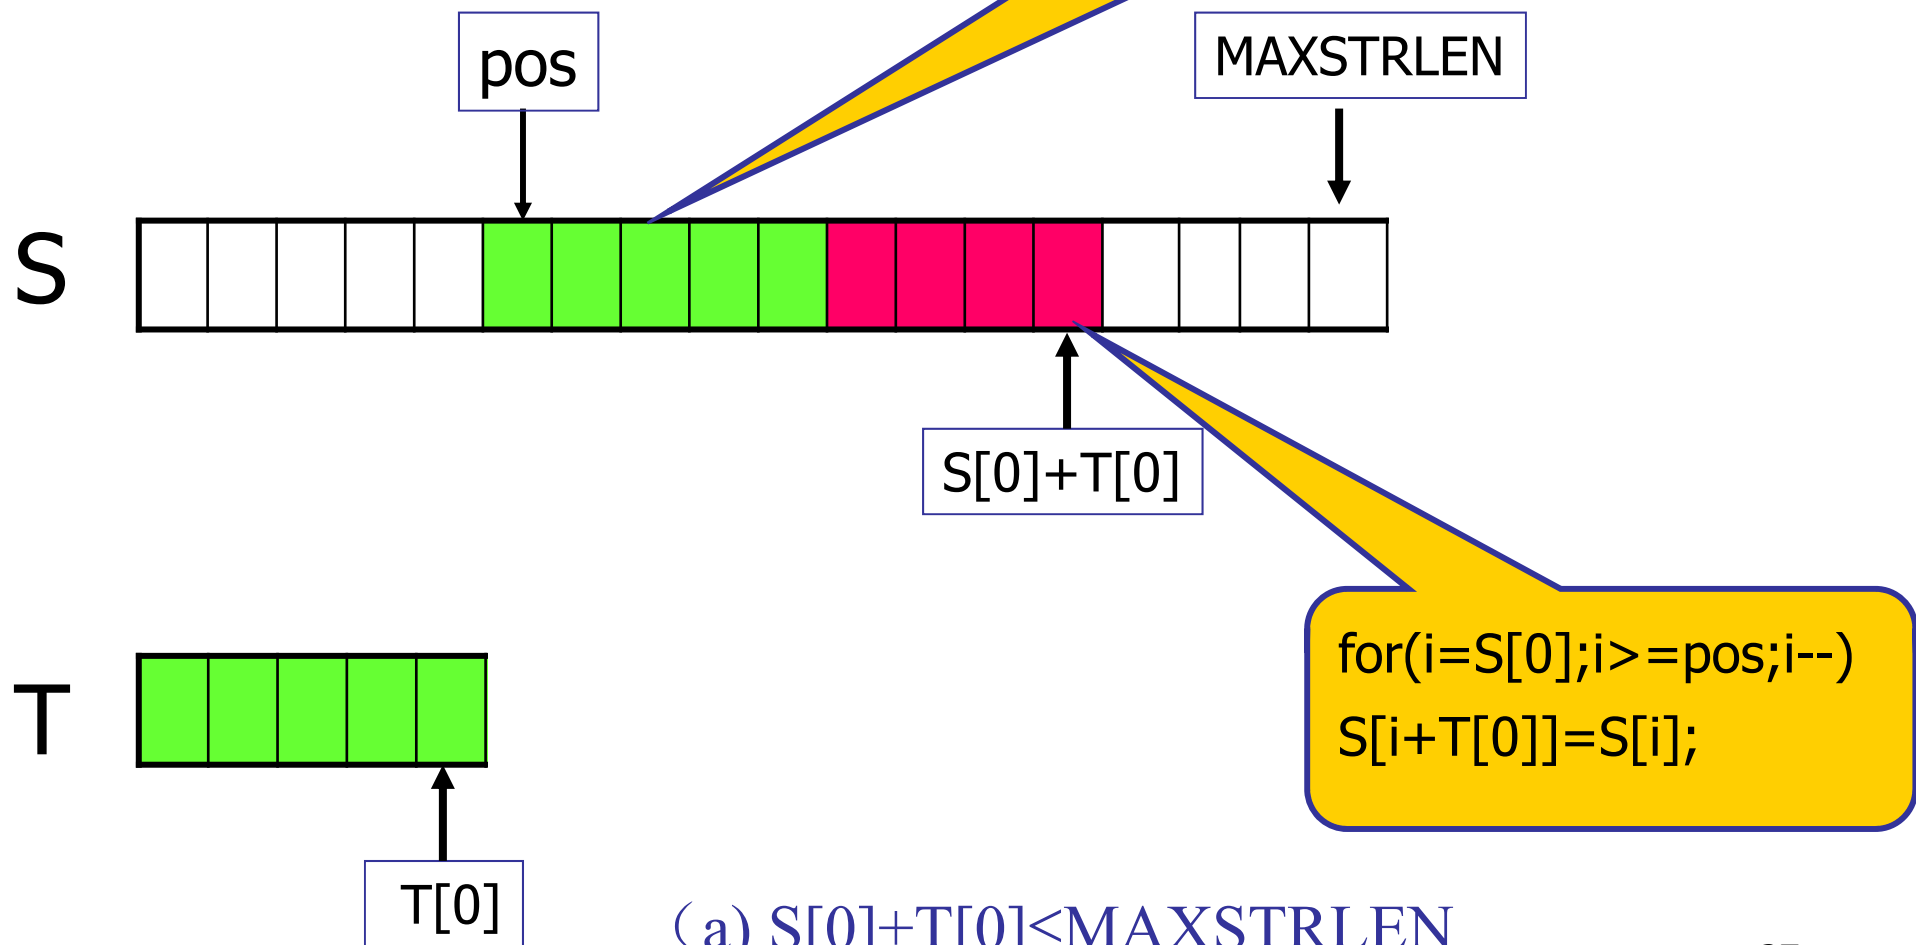 pos
MAXSTRLEN
S
S[0]+T[0]
for(i=S[0];i>=pos;i--)
S[i+T[0]]=S[i];
T
T[0]
（a) S[0]+T[0]<MAXSTRLEN